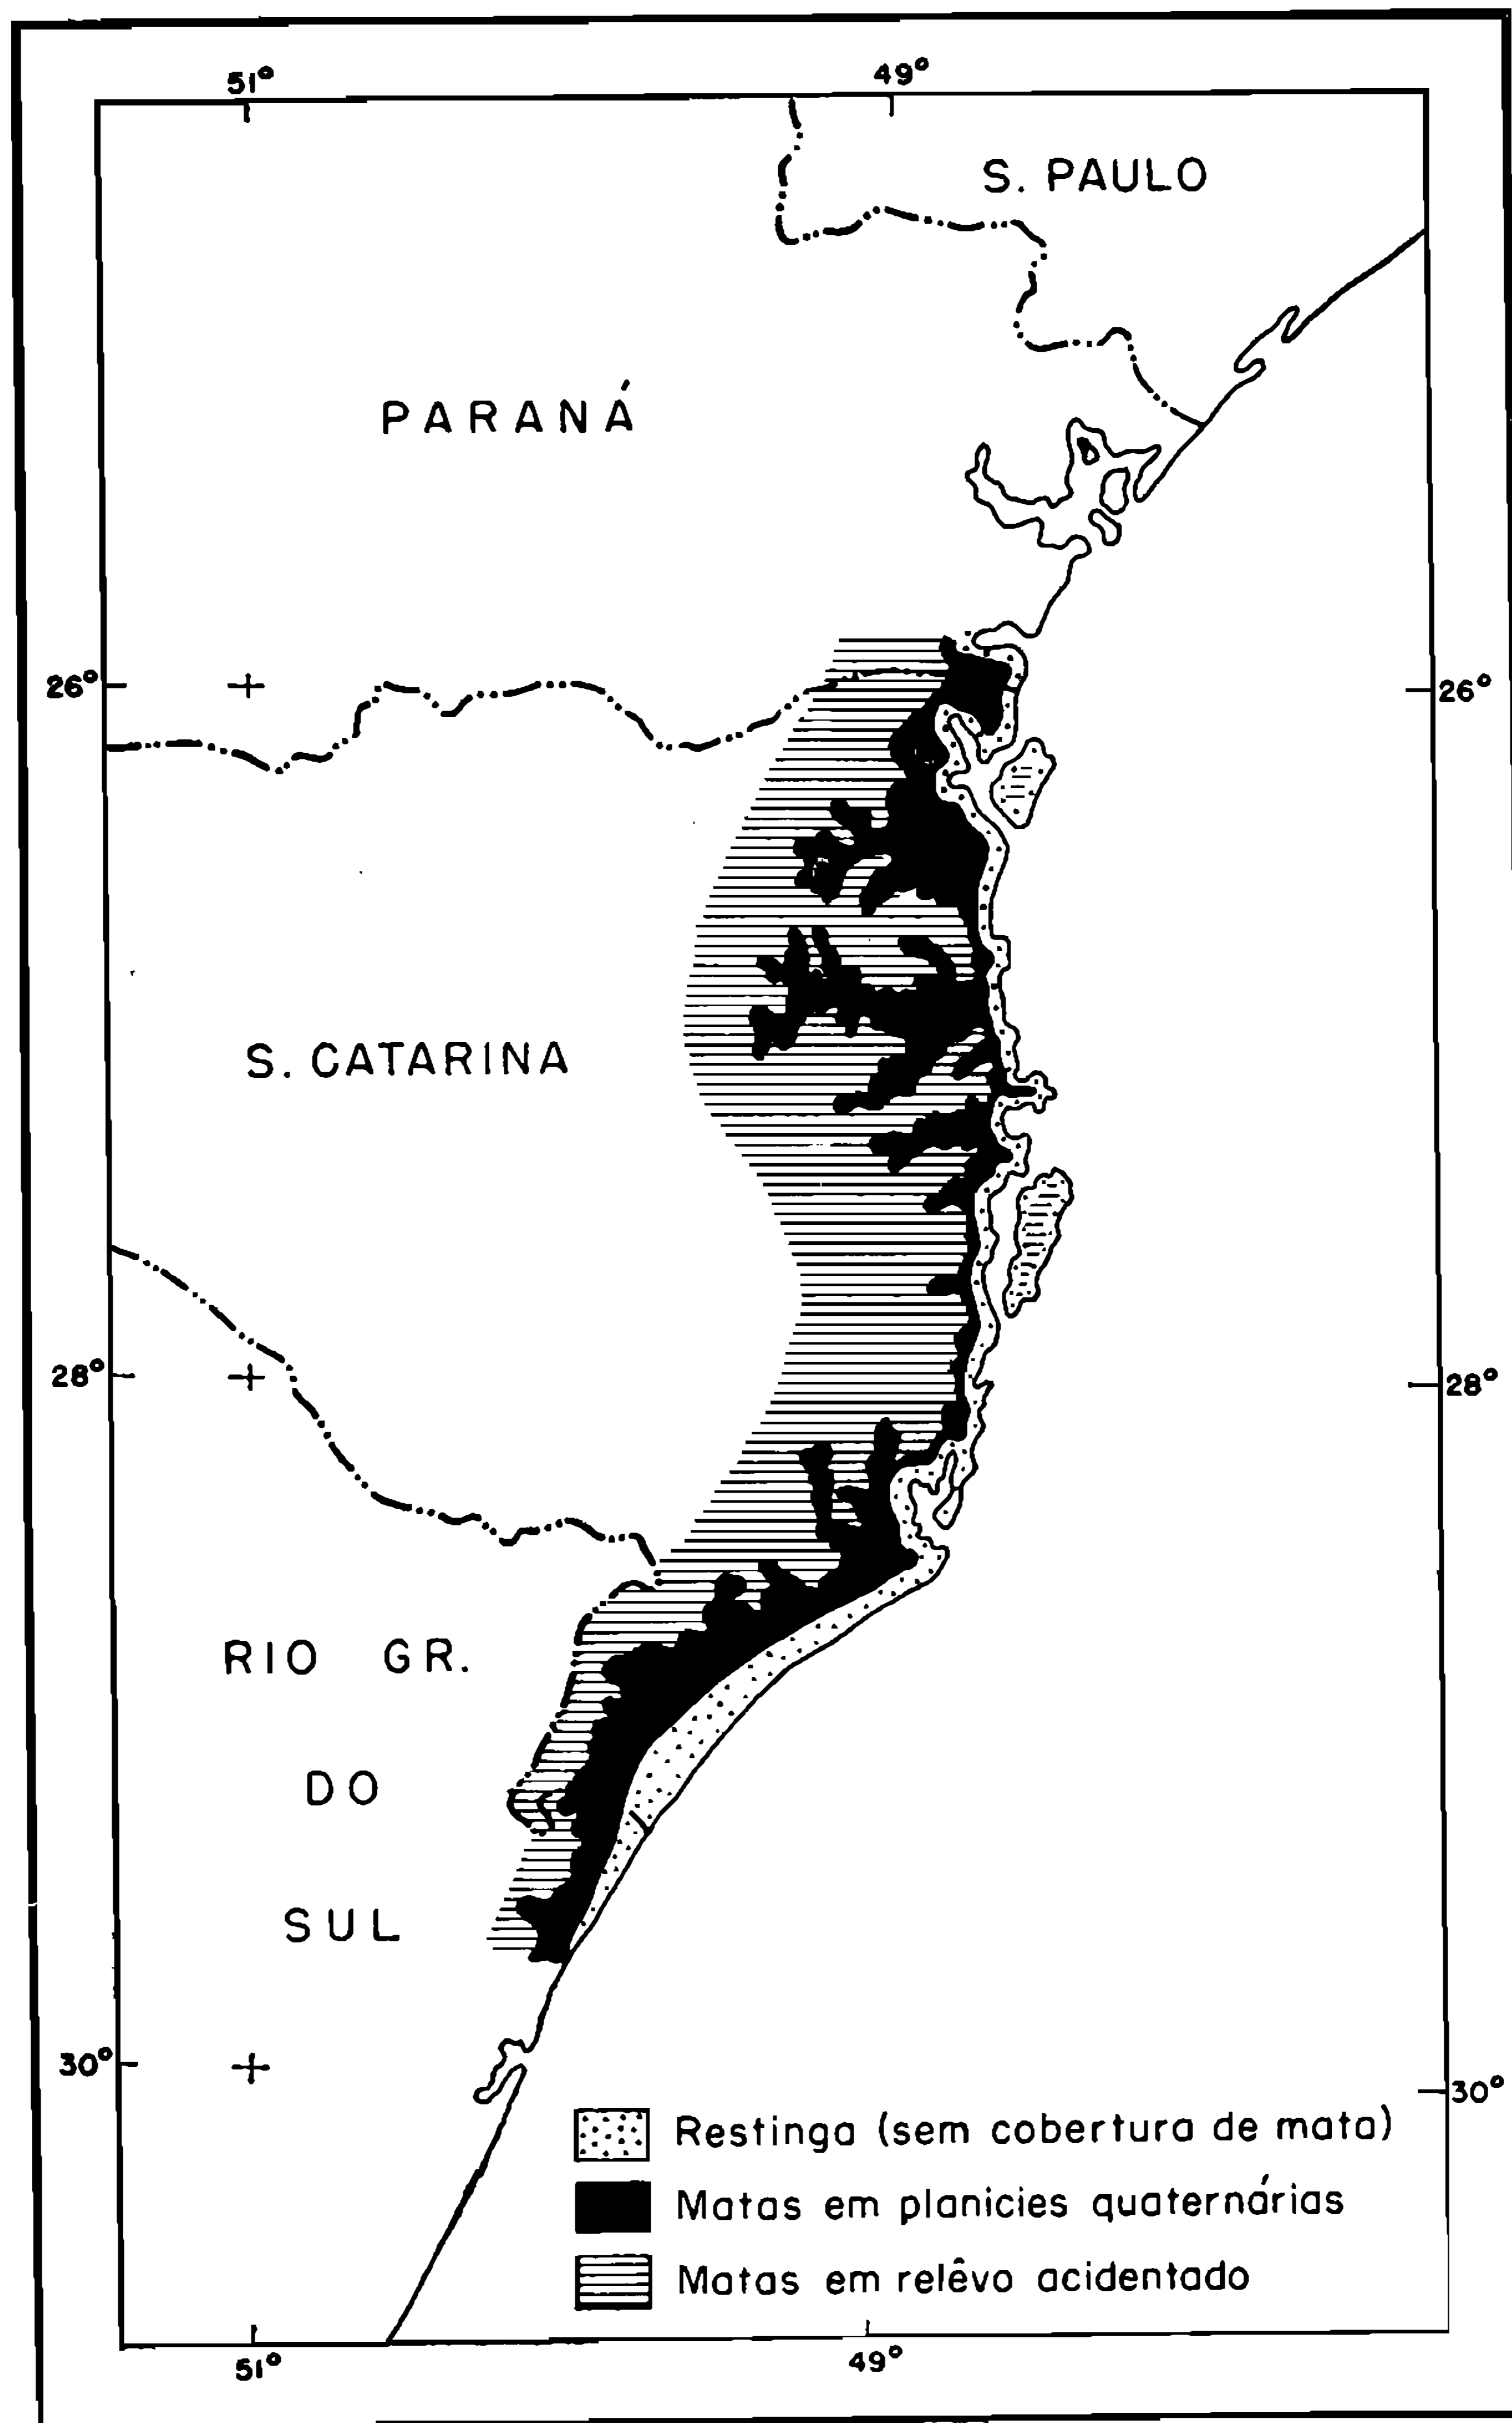 51° 49°
S. PAULO
PARANÁ
26° 26°
S. CATARINA
28° 28°
RIO GR.
DO
SUL
30° 30°
Restinga (sem cobertura de mata)
Matas em planicies quaternárias
Matas em relêvo acidentado
51° 49°